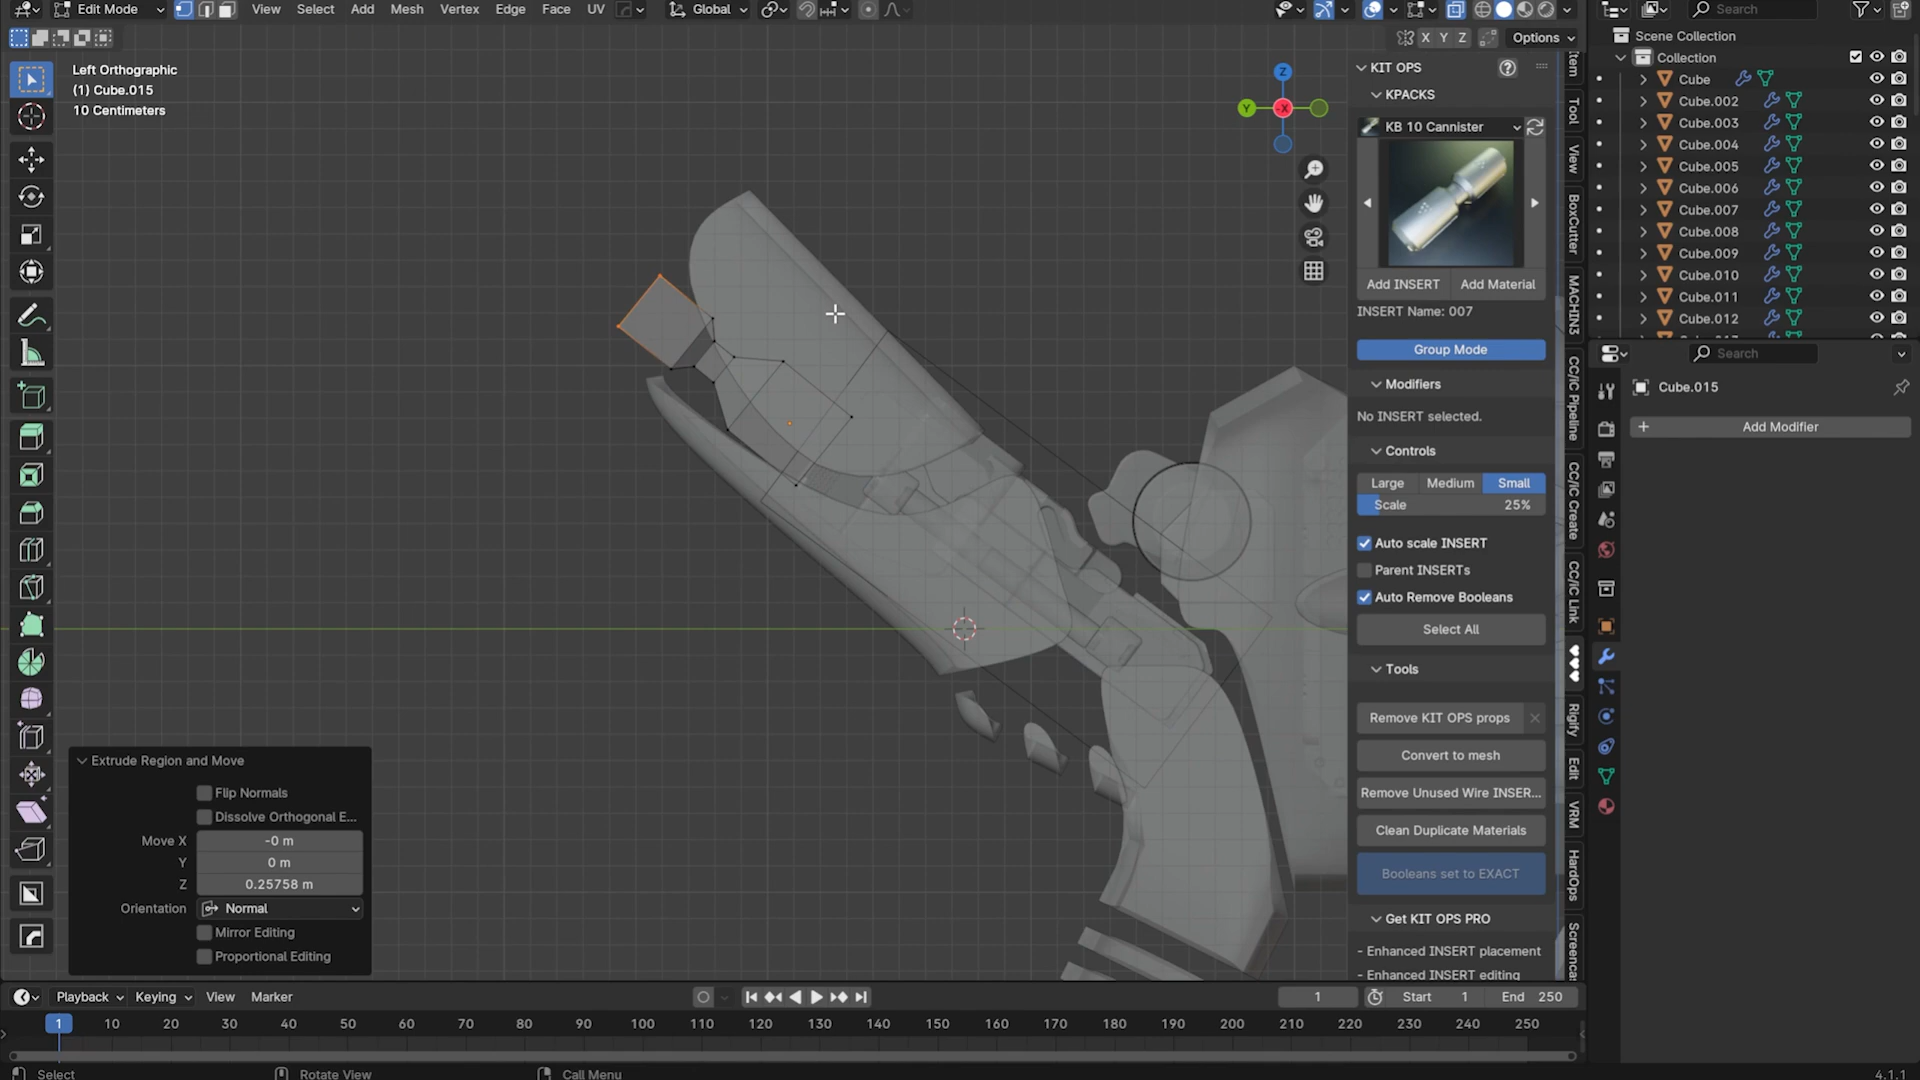 Edit Mode View Select Add Mesh Vertex Edge Face UV Global
X Y Z Options
Left Orthographic
(1) Cube.015
10 Centimeters
Z
Y
-X
Extrude Region and Move
Flip Normals
Dissolve Orthogonal E...
Move X -0 m
Y 0 m
Z 0.25758 m
Orientation Normal
Mirror Editing
Proportional Editing
KIT OPS
KPACKS
KB 10 Cannister
Add INSERT Add Material
INSERT Name: 007
Group Mode
Modifiers
No INSERT selected.
Controls
Large Medium Small
Scale 25%
Auto scale INSERT
Parent INSERTs
Auto Remove Booleans
Select All
Tools
Remove KIT OPS props
Convert to mesh
Remove Unused Wire INSER...
Clean Duplicate Materials
Booleans set to EXACT
Get KIT OPS PRO
- Enhanced INSERT placement
- Enhanced INSERT editing
Item
Tool
View
BoxCutter
MACHIN3
CC/iC Pipeline
CC/iC Create
CC/iC Link
Rigify
Edit
VRM
HardOps
Screencas
Search
Scene Collection
Collection
Cube
Cube.002
Cube.003
Cube.004
Cube.005
Cube.006
Cube.007
Cube.008
Cube.009
Cube.010
Cube.011
Cube.012
Search
Cube.015
Add Modifier
Playback Keying View Marker
1 Start 1 End 250
1 10 20 30 40 50 60 70 80 90 100 110 120 130 140 150 160 170 180 190 200 210 220 230 240 250
Select Rotate View Call Menu
4.1.1